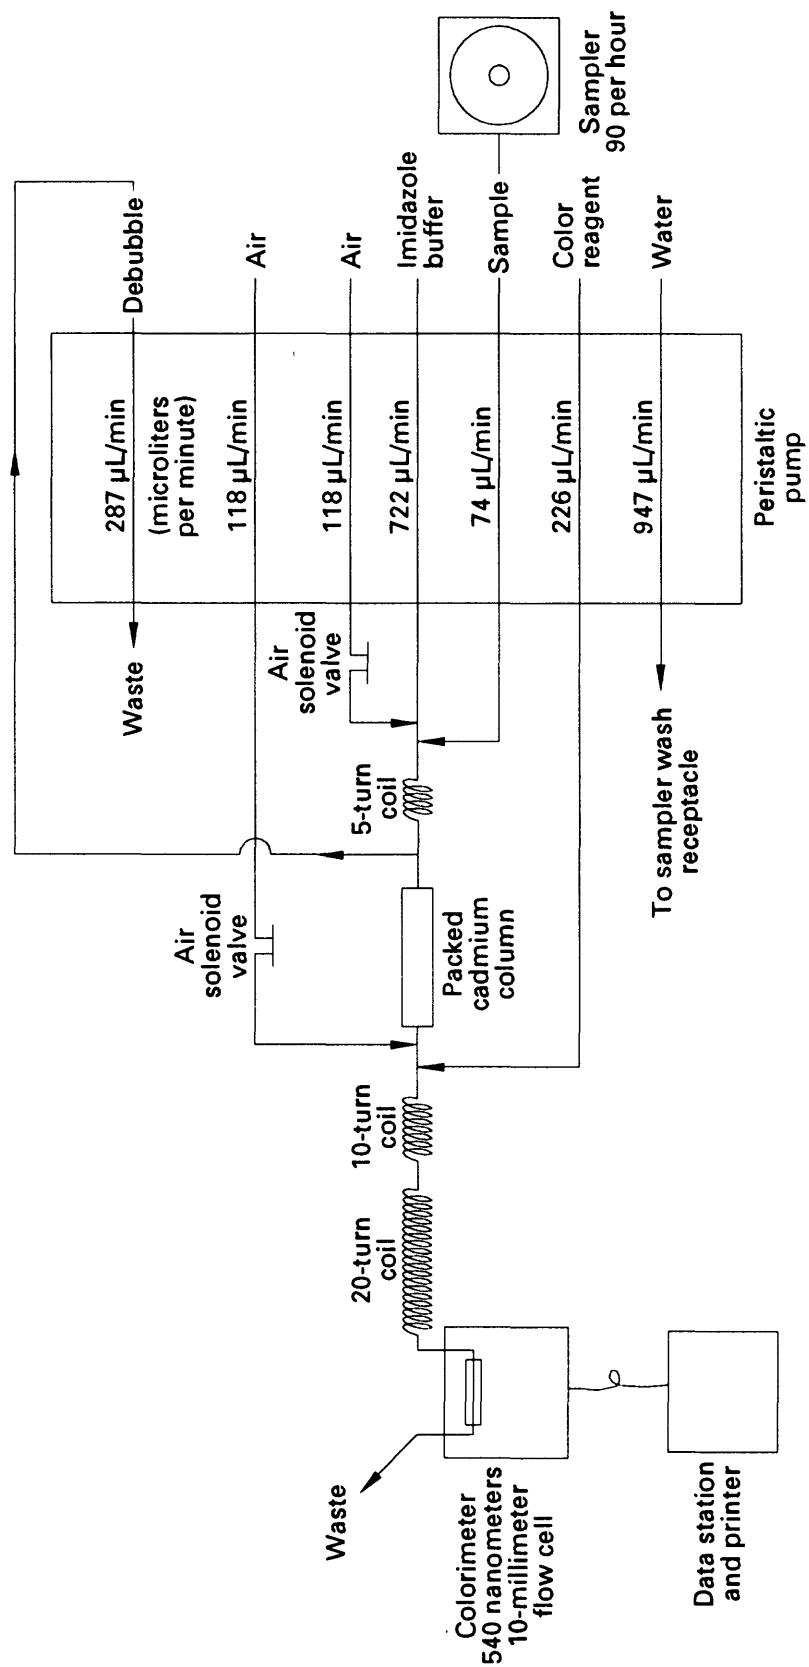 Debubble
Air
Air
Imidazole
buffer
Sample
Color
reagent
Water
Sampler
90 per hour
287 µL/min
(microliters
per minute)
118 µL/min
118 µL/min
722 µL/min
74 µL/min
226 µL/min
947 µL/min
Peristaltic
pump
Waste
Air
solenoid
valve
5-turn
coil
To sampler wash
receptacle
Air
solenoid
valve
Packed
cadmium
column
10-turn
coil
20-turn
coil
Waste
Colorimeter
540 nanometers
10-millimeter
flow cell
Data station
and printer